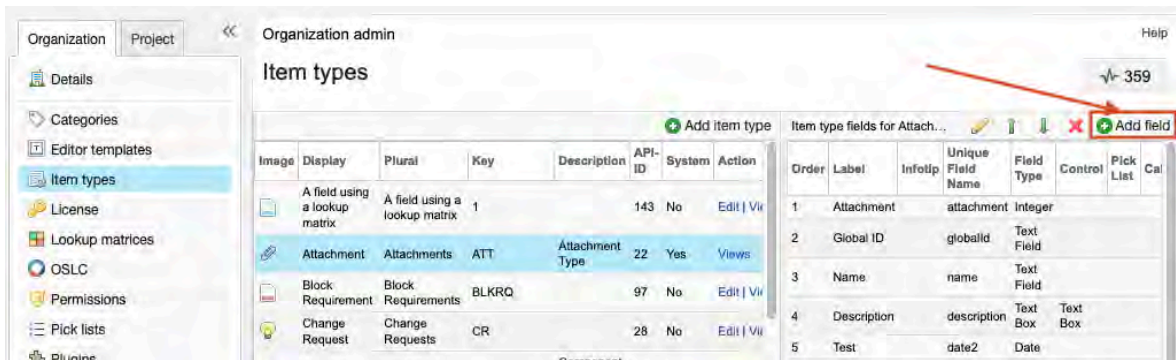 Organization
Project
Details
Categories
Editor templates
Item types
License
Lookup matrices
OSLC
Permissions
Pick lists
Plugins
Organization admin
Help
Item types
359
Add item type
Image Display Plural Key Description API-ID System Action
A field using a lookup matrix A field using a lookup matrix 1 143 No Edit |
Attachment Attachments ATT Attachment Type 22 Yes Views
Block Requirement Block Requirements BLKRQ 97 No Edit |
Change Request Change Requests CR 28 No Edit |
Item type fields for Attach... Add field
Order Label Infotip Unique Field Name Field Type Control Pick List
1 Attachment attachment Integer
2 Global ID globalId Text Field
3 Name name Text Field
4 Description description Text Box Text Box
5 Test date2 Date